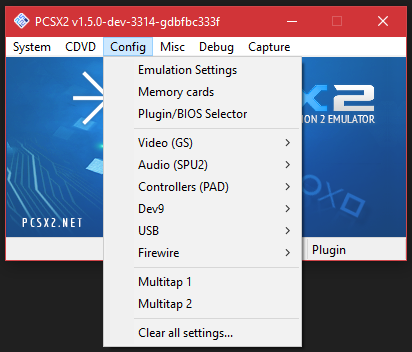 PCSX2 v1.5.0-dev-3314-gdbfbc333f
System CDVD Config Misc Debug Capture
Emulation Settings
Memory cards
Plugin/BIOS Selector
Video (GS)
Audio (SPU2)
Controllers (PAD)
Dev9
USB
Firewire
Multitap 1
Multitap 2
Clear all settings...
X2
ION 2 EMULATOR
PCSX2.NET
Plugin